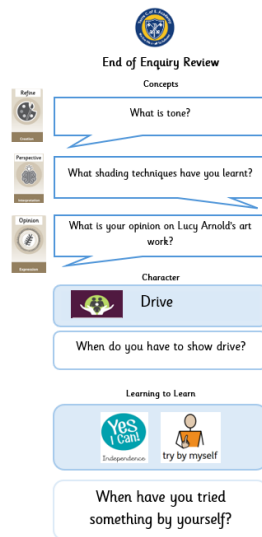 End of Enquiry Review
Concepts
Refine
What is tone?
Perspective
What shading techniques have you learnt?
Opinion
What is your opinion on Lucy Arnold's art
work?
Character
Drive
When do you have to show drive?
Learning to Learn
Yes
I Can!
Independence
try by myself
When have you tried
something by yourself?